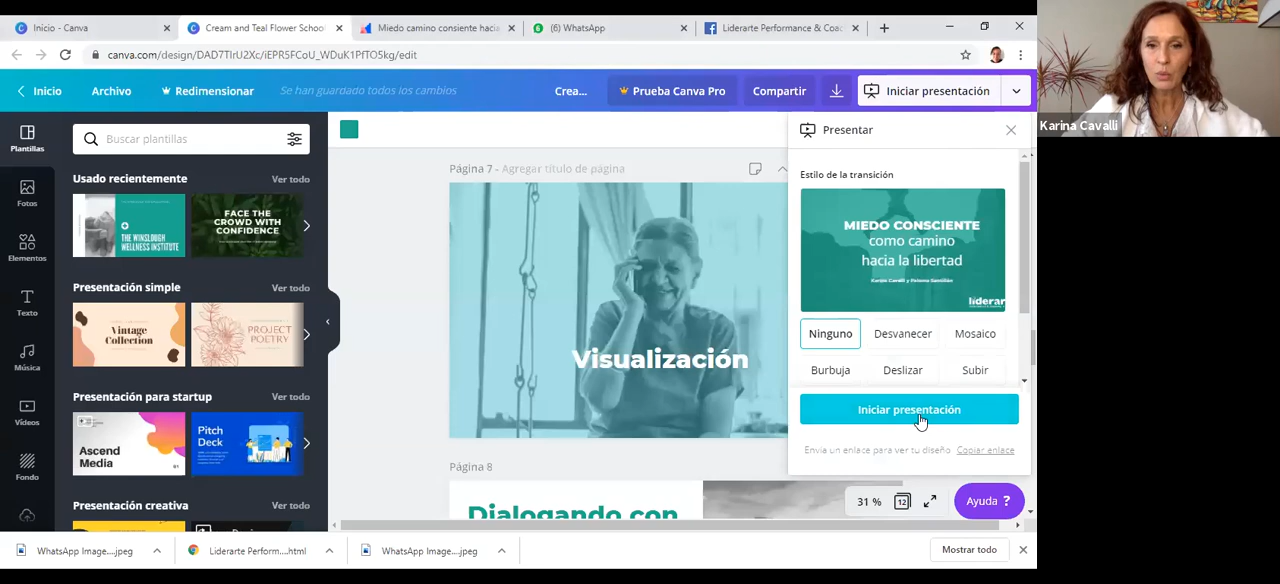 Inicio - Canva
Cream and Teal Flower School
Miedo camino consiente hacia
(6) WhatsApp
Liderarte Performance & Coac
canva.com/design/DAD7TIrU2Xc/iEPR5FCoU_WDuK1PfTO5kg/edit
Inicio
Archivo
Redimensionar
Se han guardado todos los cambios
Crea...
Prueba Canva Pro
Compartir
Iniciar presentación
Karina Cavalli
Plantillas
Fotos
Elementos
Texto
Música
Vídeos
Fondo
Buscar plantillas
Usado recientemente
Ver todo
THE WINSLOUGH
WELLNESS INSTITUTE
FACE THE
CROWD WITH
CONFIDENCE
Presentación simple
Ver todo
Vintage
Collection
PROJECT
POETRY
Presentación para startup
Ver todo
Ascend
Media
Pitch
Deck
Presentación creativa
Ver todo
Página 7 - Agregar título de página
Visualización
Página 8
Dialogando con
Presentar
Estilo de la transición
MIEDO CONSCIENTE
como camino
hacia la libertad
liderar
Ninguno
Desvanecer
Mosaico
Burbuja
Deslizar
Subir
Iniciar presentación
Envía un enlace para ver tu diseño
Copiar enlace
31 %
12
Ayuda ?
WhatsApp Image....jpeg
Liderarte Perform....html
WhatsApp Image....jpeg
Mostrar todo